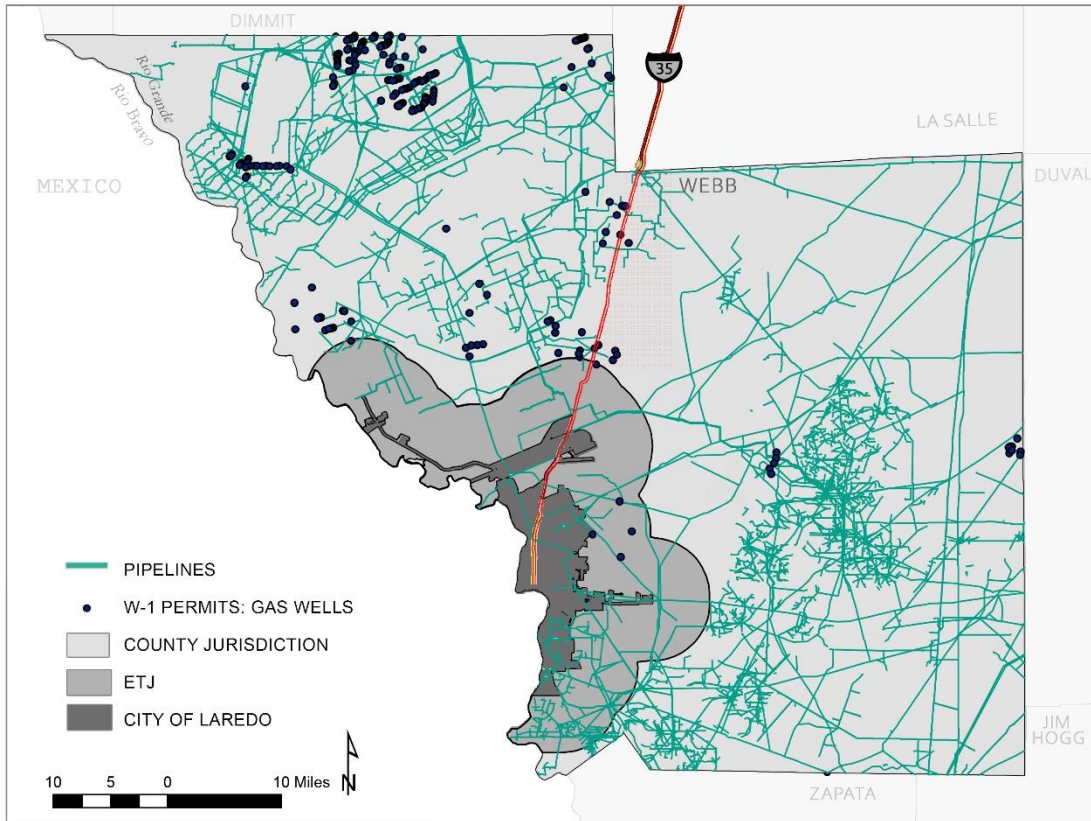 DIMMIT
35
LA SALLE
DUVAL
Rio Grande
Rio Bravo
MEXICO
WEBB
PIPELINES
W-1 PERMITS: GAS WELLS
COUNTY JURISDICTION
ETJ
CITY OF LAREDO
10 5 0 10 Miles
N
JIM
HOGG
ZAPATA